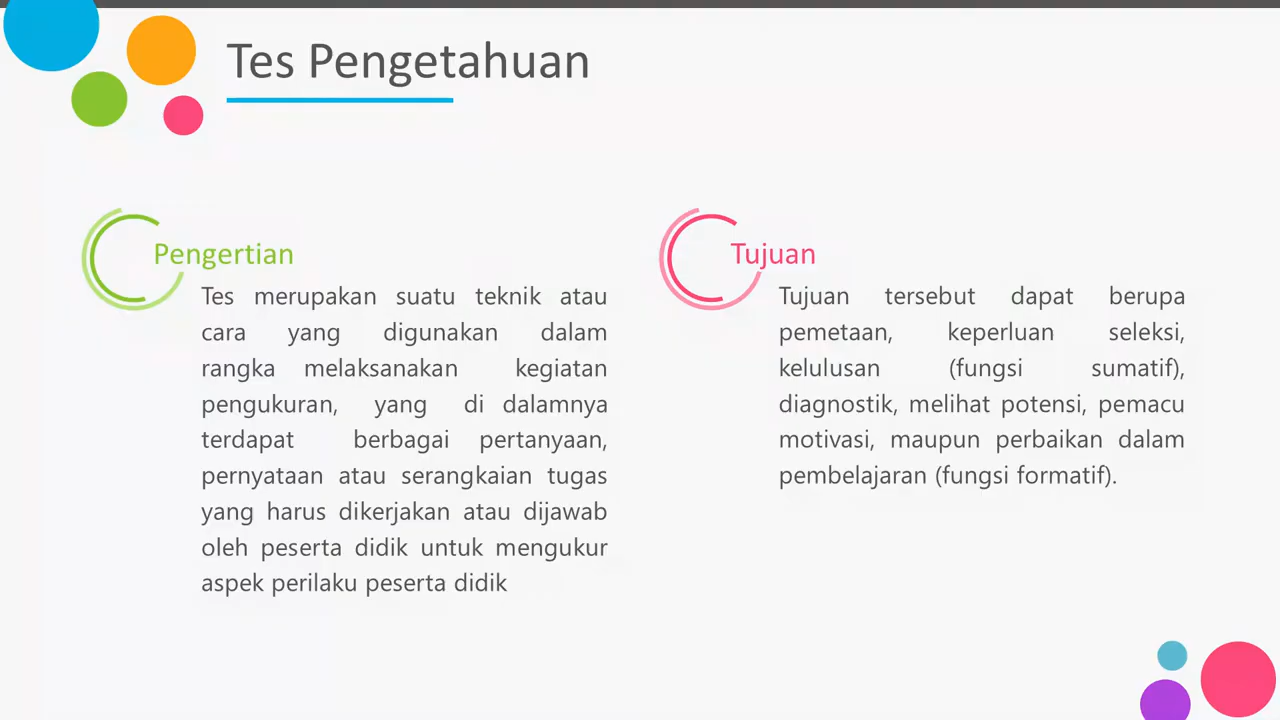 Tes Pengetahuan
Pengertian
Tes merupakan suatu teknik atau
cara yang digunakan dalam
rangka melaksanakan kegiatan
pengukuran, yang di dalamnya
terdapat berbagai pertanyaan,
pernyataan atau serangkaian tugas
yang harus dikerjakan atau dijawab
oleh peserta didik untuk mengukur
aspek perilaku peserta didik
Tujuan
Tujuan tersebut dapat berupa
pemetaan, keperluan seleksi,
kelulusan (fungsi sumatif),
diagnostik, melihat potensi, pemacu
motivasi, maupun perbaikan dalam
pembelajaran (fungsi formatif).